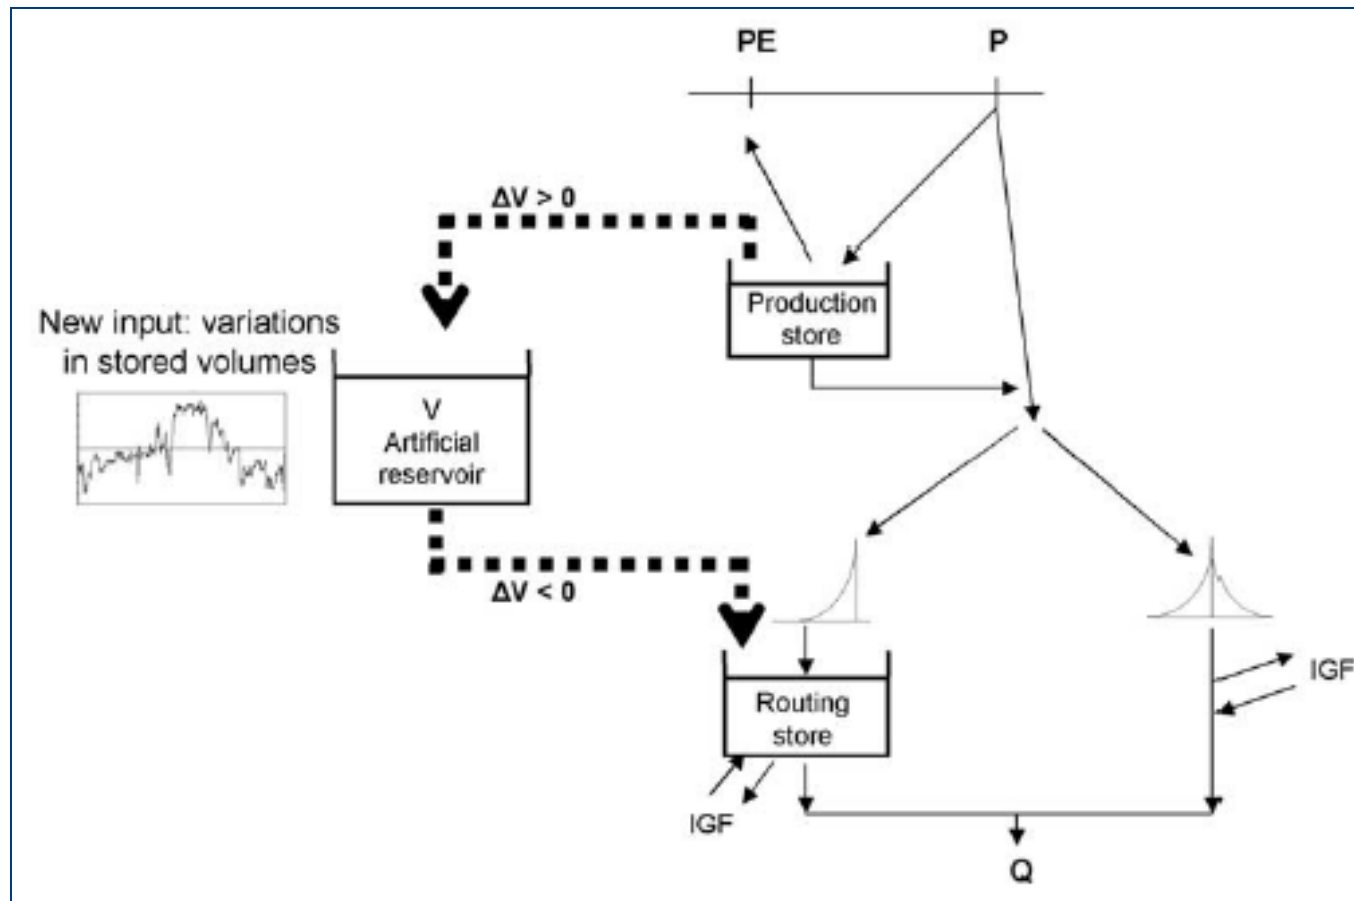 PE
P
ΔV > 0
Production
store
New input: variations
in stored volumes
V
Artificial
reservoir
ΔV < 0
IGF
Routing
store
IGF
Q